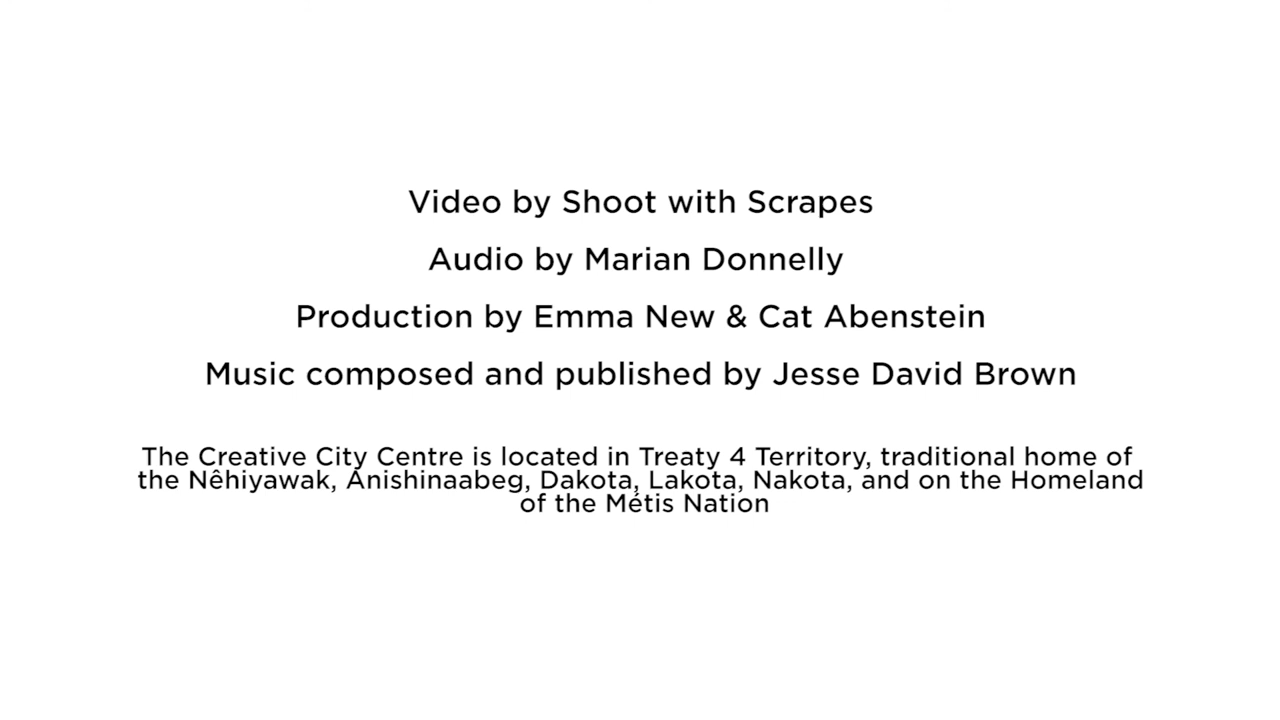 Video by Shoot with Scrapes
Audio by Marian Donnelly
Production by Emma New & Cat Abenstein
Music composed and published by Jesse David Brown
The Creative City Centre is located in Treaty 4 Territory, traditional home of
the Nêhiyawak, Anishinaabeg, Dakota, Lakota, Nakota, and on the Homeland
of the Métis Nation